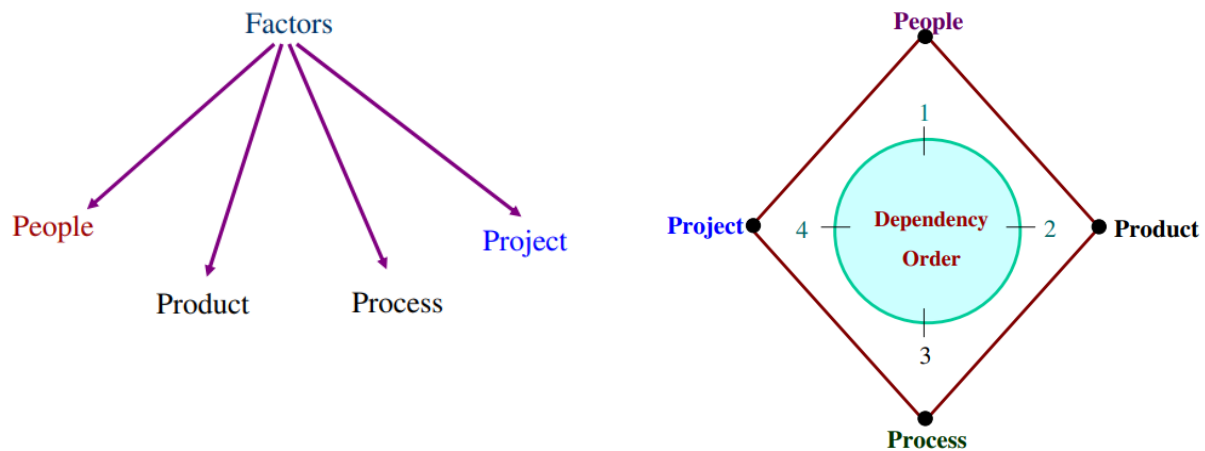 Factors
People
Product
Process
Project
People
1
Project
4
Dependency
Order
2
Product
3
Process